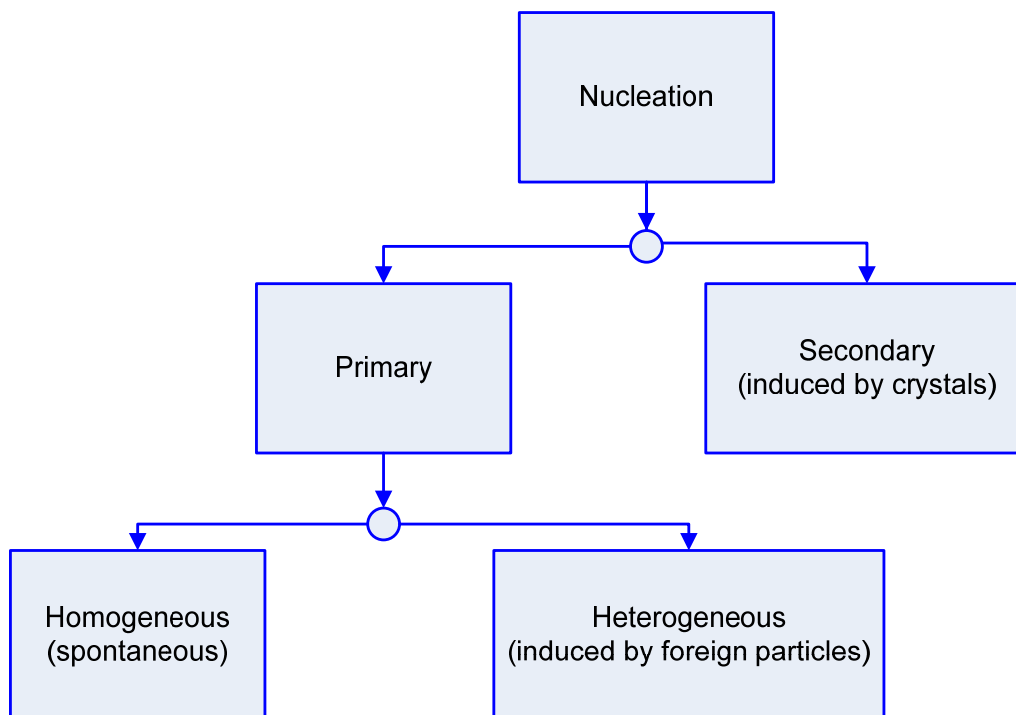 Nucleation
Primary
Secondary
(induced by crystals)
Homogeneous
(spontaneous)
Heterogeneous
(induced by foreign particles)